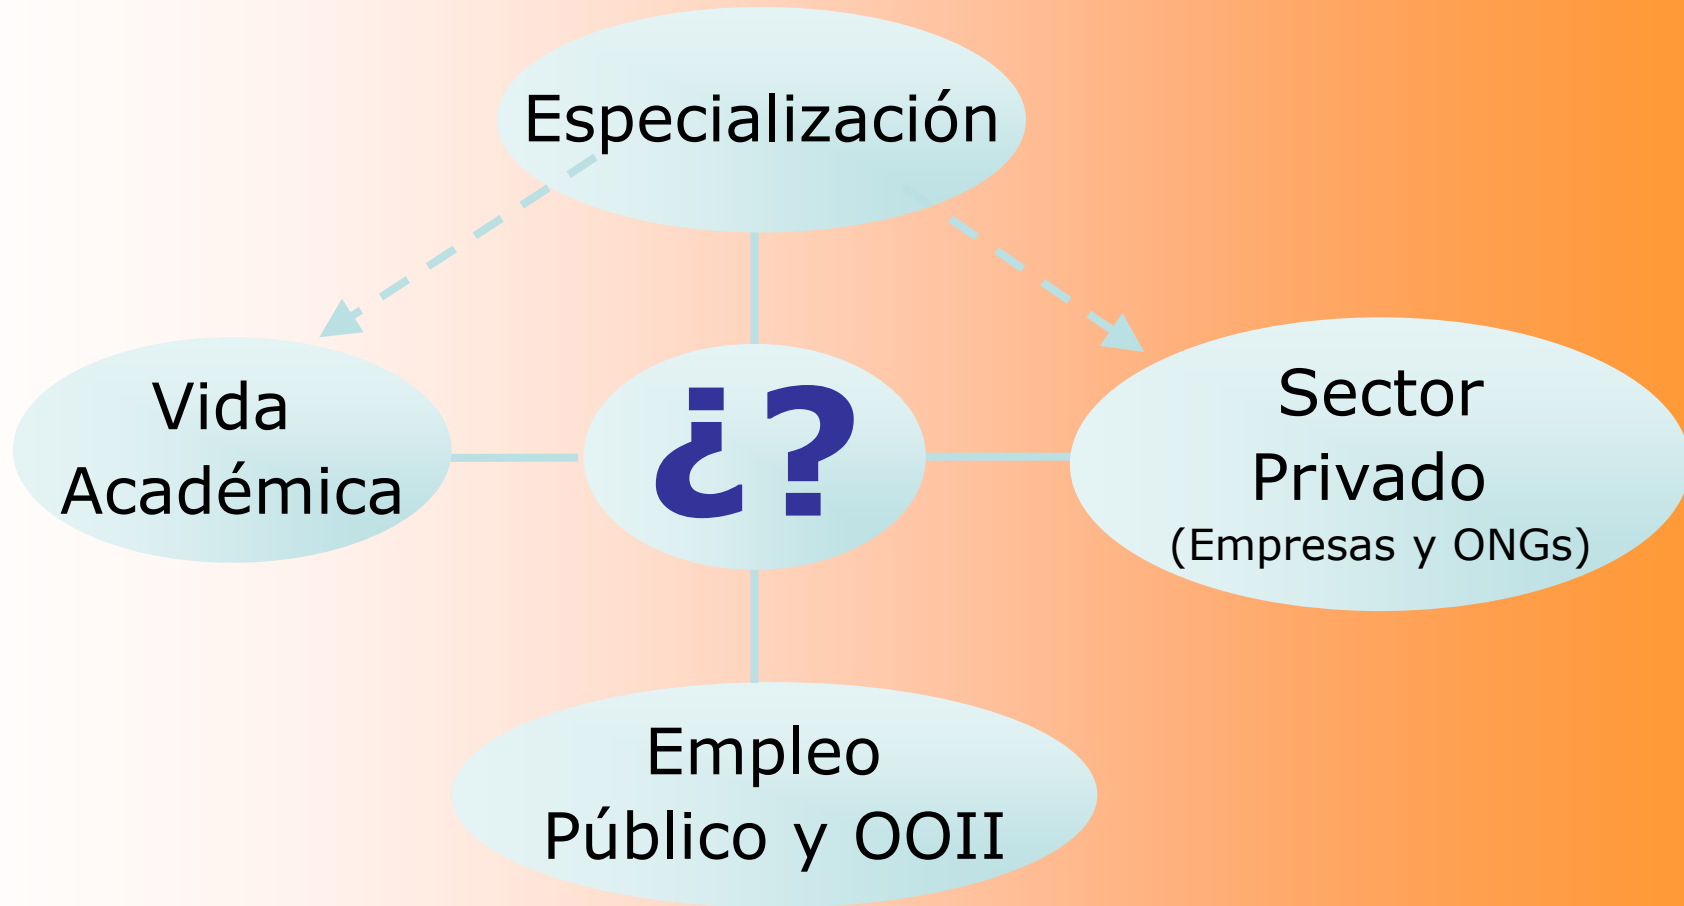 Especialización
Vida
Académica
¿?
Sector
Privado
(Empresas y ONGs)
Empleo
Público y OOII